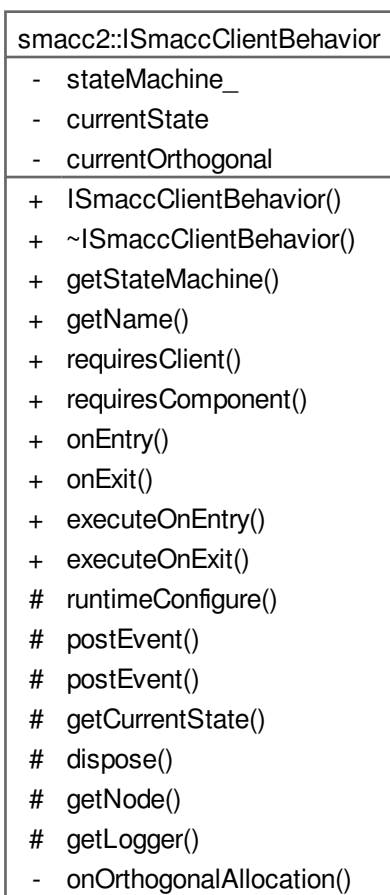 smacc2::ISmaccClientBehavior
- stateMachine_
- currentState
- currentOrthogonal
+ ISmaccClientBehavior()
+ ~ISmaccClientBehavior()
+ getStateMachine()
+ getName()
+ requiresClient()
+ requiresComponent()
+ onEntry()
+ onExit()
+ executeOnEntry()
+ executeOnExit()
# runtimeConfigure()
# postEvent()
# postEvent()
# getCurrentState()
# dispose()
# getNode()
# getLogger()
- onOrthogonalAllocation()